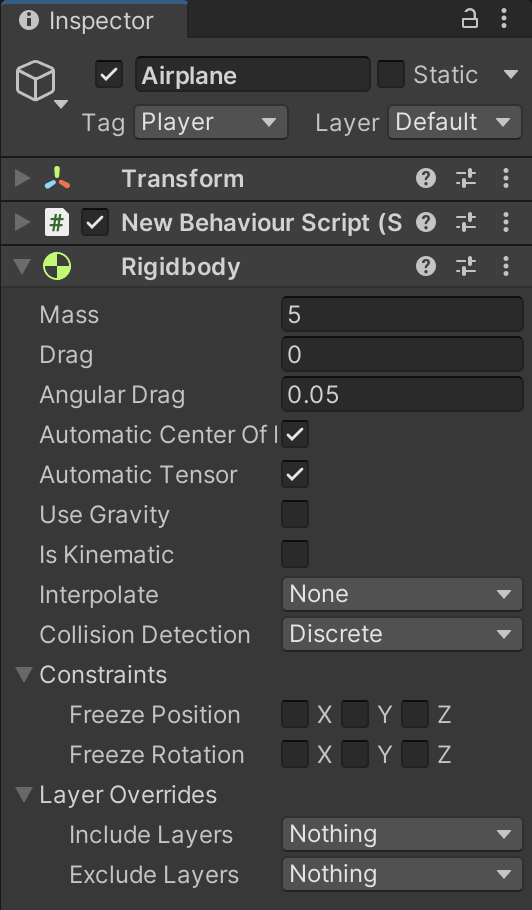 Inspector
Airplane Static
Tag Player Layer Default
Transform
# New Behaviour Script (S
Rigidbody
Mass 5
Drag 0
Angular Drag 0.05
Automatic Center Of
Automatic Tensor
Use Gravity
Is Kinematic
Interpolate None
Collision Detection Discrete
Constraints
Freeze Position X Y Z
Freeze Rotation X Y Z
Layer Overrides
Include Layers Nothing
Exclude Layers Nothing